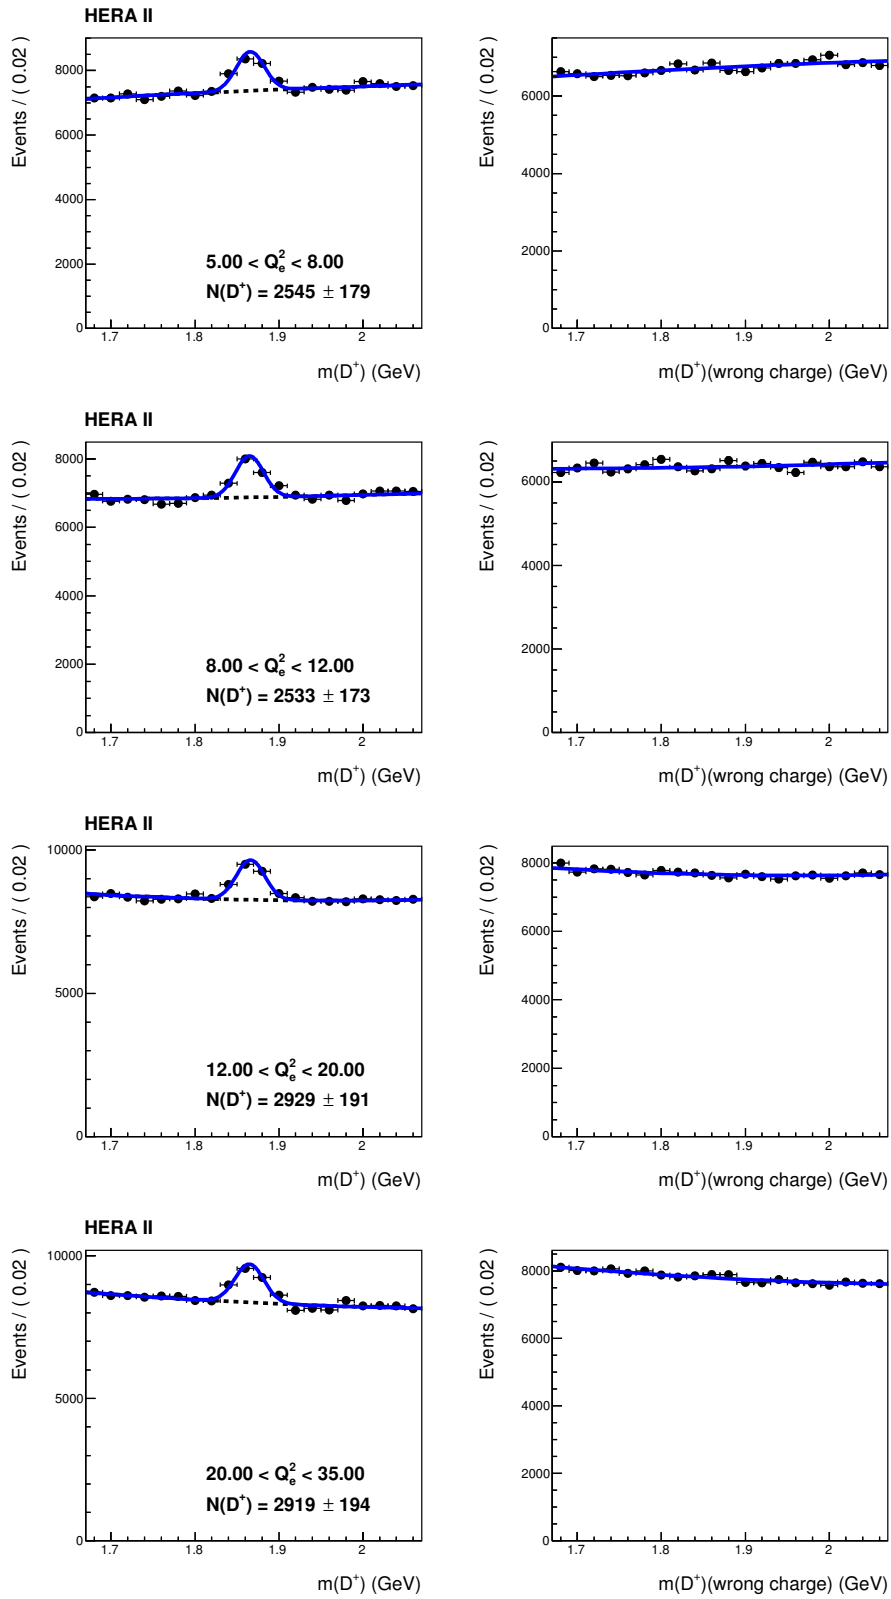 HERA II
Events / ( 0.02 )
8000
6000
4000
2000
0
5.00 < Q²ₑ < 8.00
N(D⁺) = 2545 ± 179
1.7 1.8 1.9 2
m(D⁺) (GeV)
Events / ( 0.02 )
6000
4000
2000
0
1.7 1.8 1.9 2
m(D⁺)(wrong charge) (GeV)
HERA II
Events / ( 0.02 )
8000
6000
4000
2000
0
8.00 < Q²ₑ < 12.00
N(D⁺) = 2533 ± 173
1.7 1.8 1.9 2
m(D⁺) (GeV)
Events / ( 0.02 )
6000
4000
2000
0
1.7 1.8 1.9 2
m(D⁺)(wrong charge) (GeV)
HERA II
Events / ( 0.02 )
10000
5000
0
12.00 < Q²ₑ < 20.00
N(D⁺) = 2929 ± 191
1.7 1.8 1.9 2
m(D⁺) (GeV)
Events / ( 0.02 )
8000
6000
4000
2000
0
1.7 1.8 1.9 2
m(D⁺)(wrong charge) (GeV)
HERA II
Events / ( 0.02 )
10000
5000
0
20.00 < Q²ₑ < 35.00
N(D⁺) = 2919 ± 194
1.7 1.8 1.9 2
m(D⁺) (GeV)
Events / ( 0.02 )
8000
6000
4000
2000
0
1.7 1.8 1.9 2
m(D⁺)(wrong charge) (GeV)